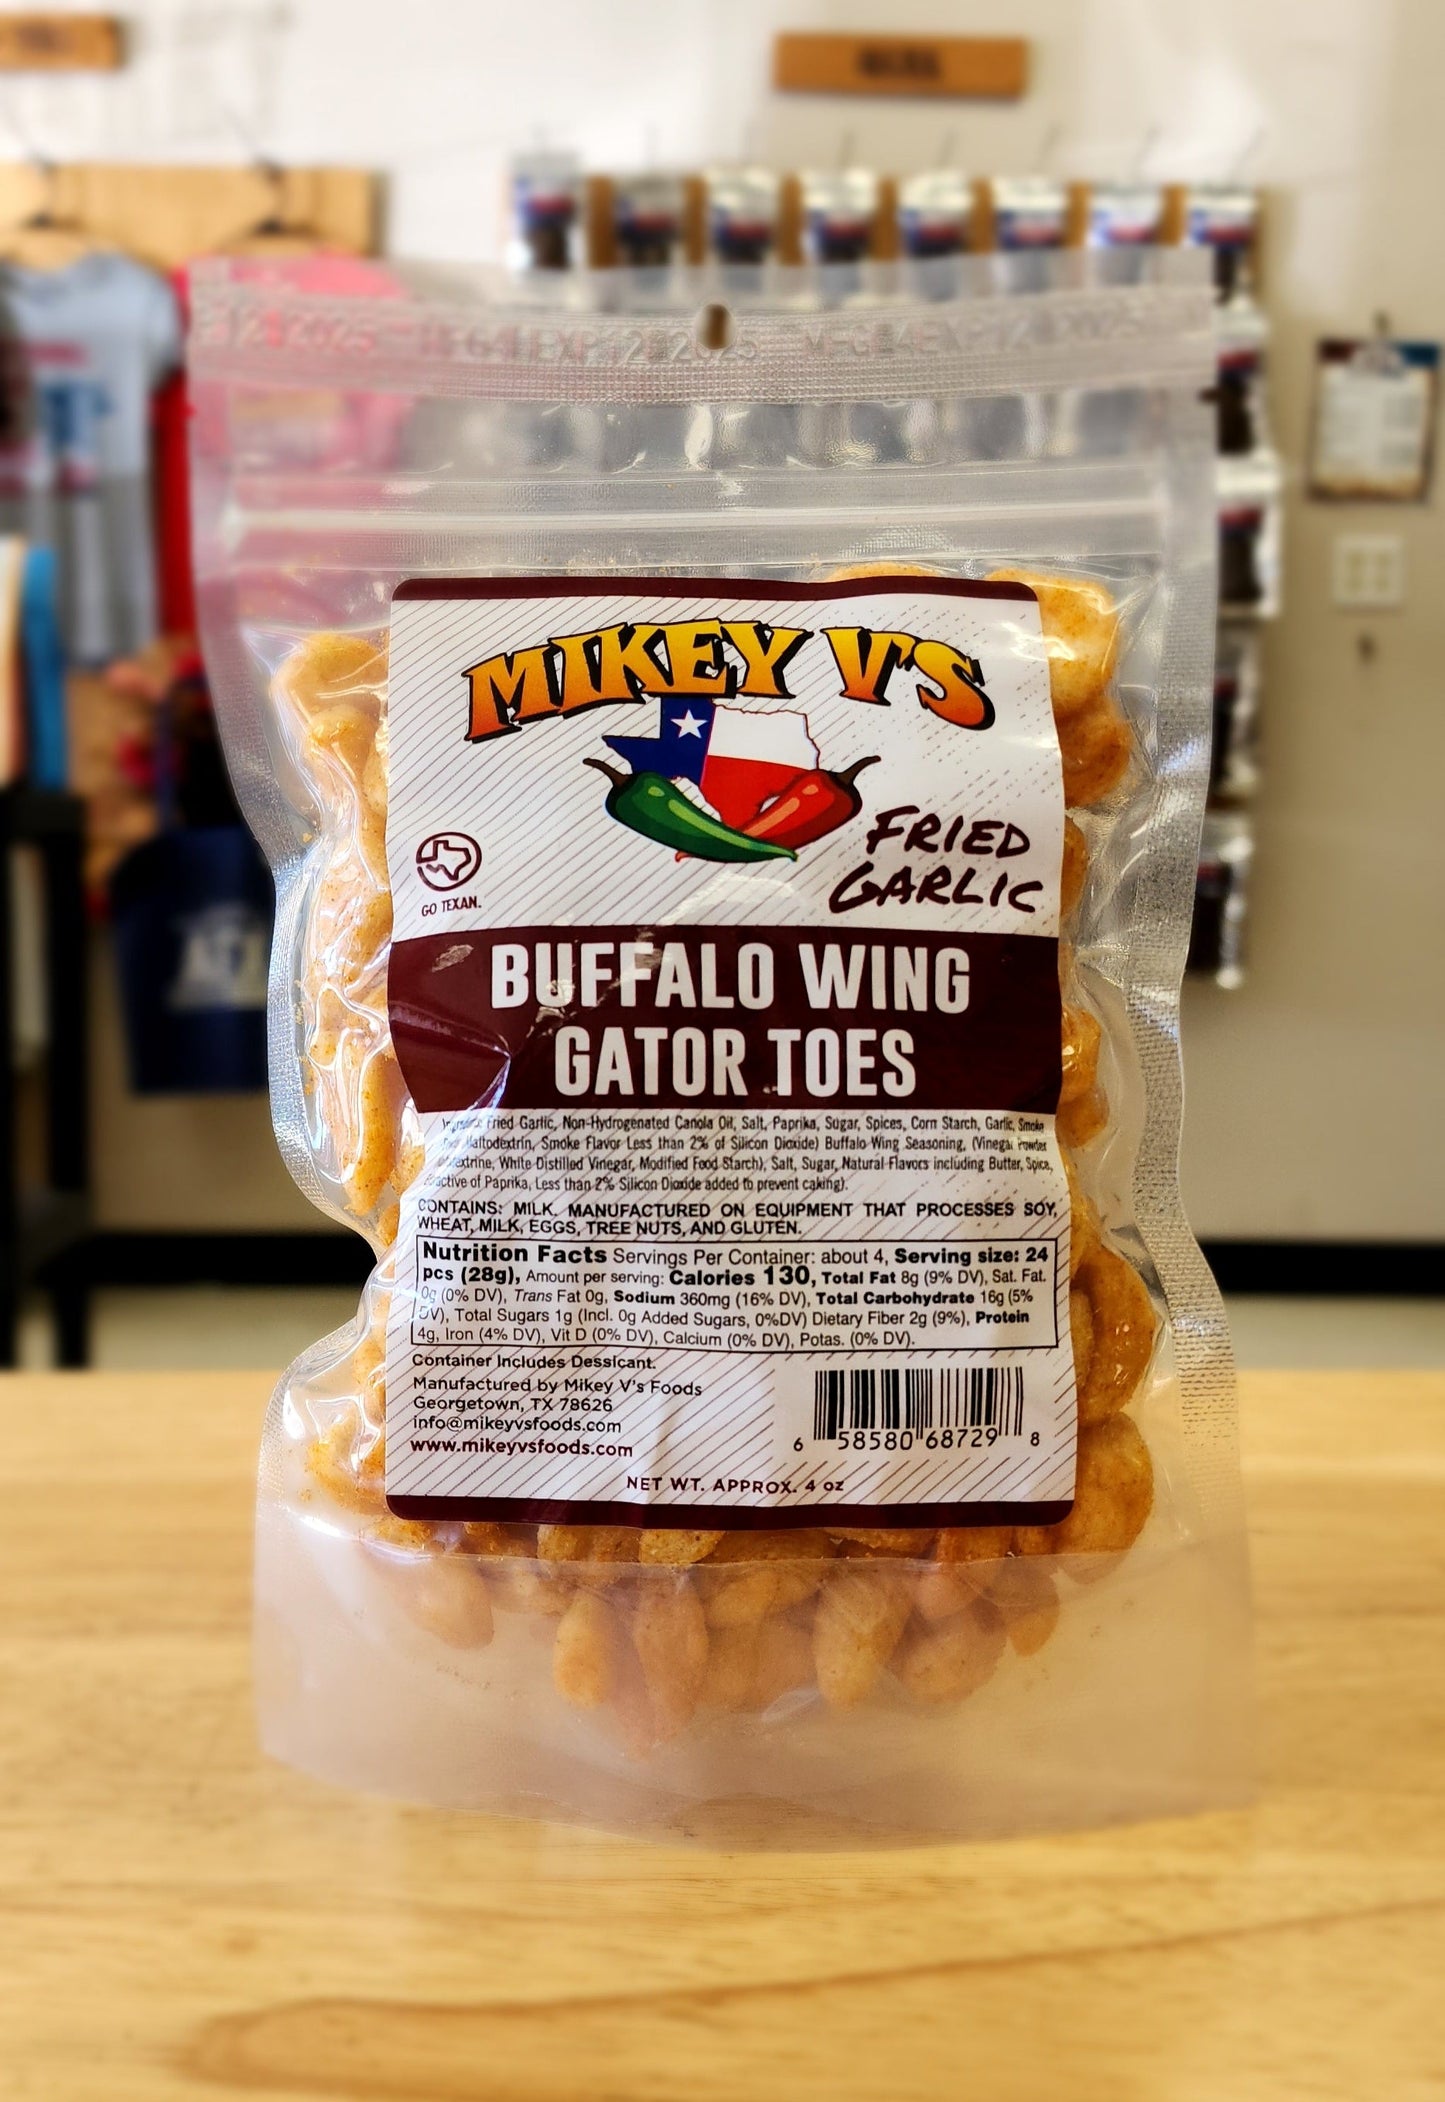 EXP 12 2025
MIKEY V'S
FRIED
GARLIC
GO TEXAN.
BUFFALO WING
GATOR TOES
Fried Garlic, Non-Hydrogenated Canola Oil, Salt, Paprika, Sugar, Spices, Corn Starch, Garlic, Smoke
Maltodextrin, Smoke Flavor Less than 2% of Silicon Dioxide) Buffalo Wing Seasoning, (Vinegar Powder
White Distilled Vinegar, Modified Food Starch), Salt, Sugar, Natural Flavors including Butter, Spice,
of Paprika, Less than 2% Silicon Dioxide added to prevent caking).
CONTAINS: MILK. MANUFACTURED ON EQUIPMENT THAT PROCESSES SOY,
WHEAT, MILK, EGGS, TREE NUTS, AND GLUTEN.
Nutrition Facts Servings Per Container: about 4, Serving size: 24
pcs (28g), Amount per serving: Calories 130, Total Fat 8g (9% DV), Sat. Fat.
0g (0% DV), Trans Fat 0g, Sodium 360mg (16% DV), Total Carbohydrate 16g (5%
DV), Total Sugars 1g (Incl. 0g Added Sugars, 0%DV) Dietary Fiber 2g (9%), Protein
4g, Iron (4% DV), Vit D (0% DV), Calcium (0% DV), Potas. (0% DV).
Container Includes Dessicant.
Manufactured by Mikey V's Foods
Georgetown, TX 78626
info@mikeyvsfoods.com
www.mikeyvsfoods.com
6 58580 68729 8
NET WT. APPROX. 4 oz